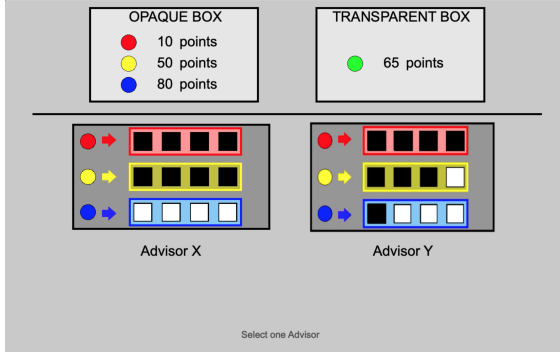 OPAQUE BOX
10 points
50 points
80 points
TRANSPARENT BOX
65 points
Advisor X
Advisor Y
Select one Advisor